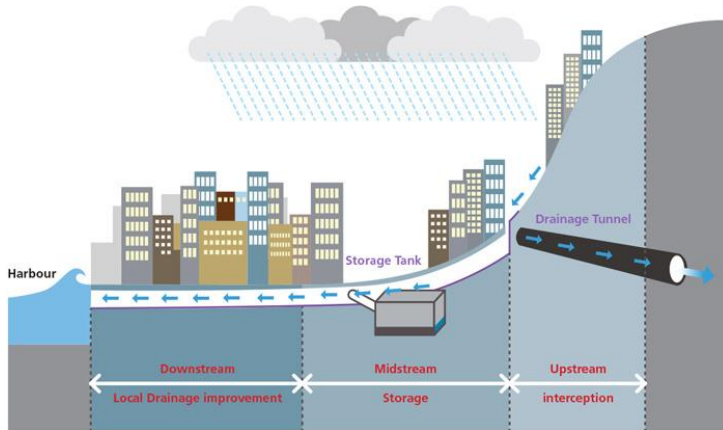 Drainage Tunnel
Storage Tank
Harbour
Downstream
Midstream
Upstream
Local Drainage improvement
Storage
interception